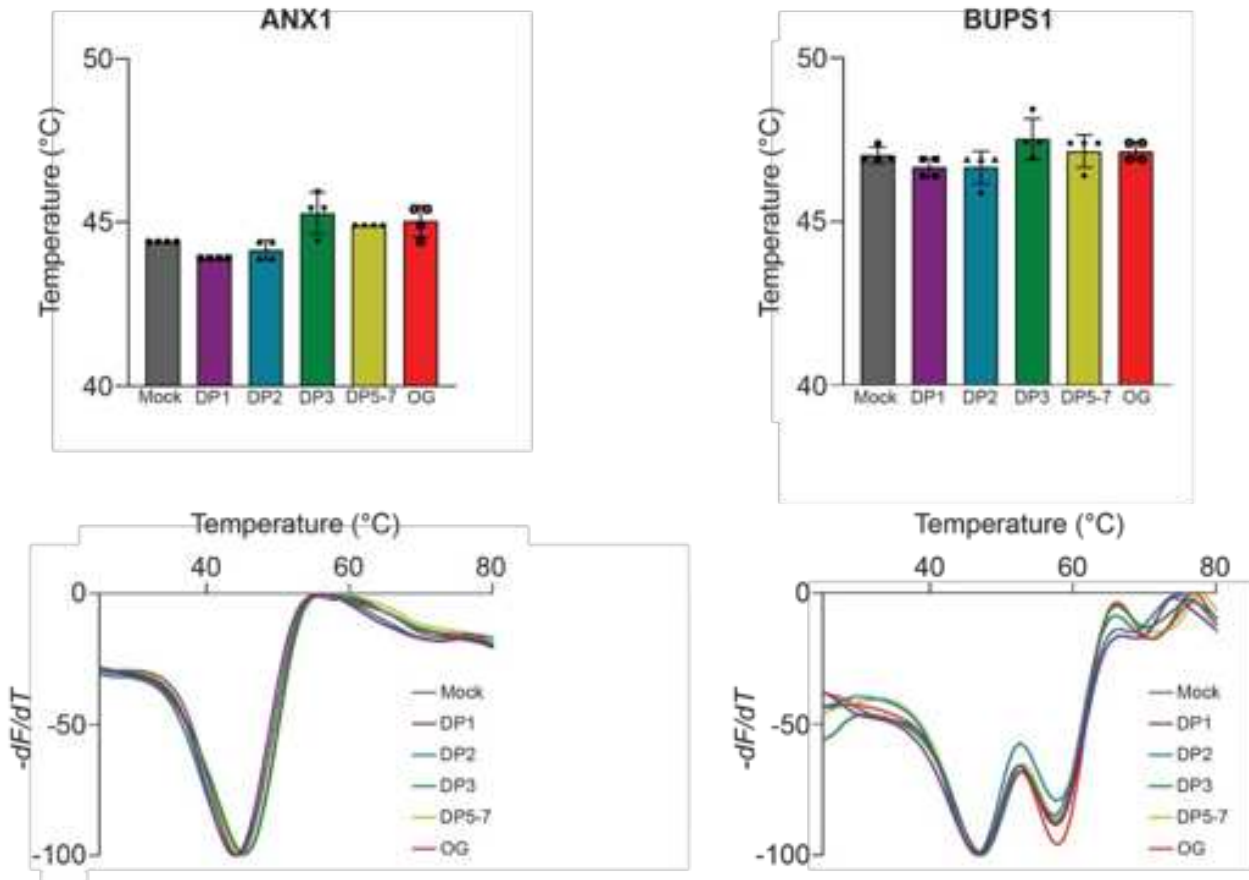 ANX1
50
45
40
Temperature (°C)
Mock DP1 DP2 DP3 DP5-7 OG
BUPS1
50
45
40
Temperature (°C)
Mock DP1 DP2 DP3 DP5-7 OG
Temperature (°C)
40 60 80
0
-50
-100
-dF/dT
Mock
DP1
DP2
DP3
DP5-7
OG
Temperature (°C)
40 60 80
0
-50
-100
-dF/dT
Mock
DP1
DP2
DP3
DP5-7
OG